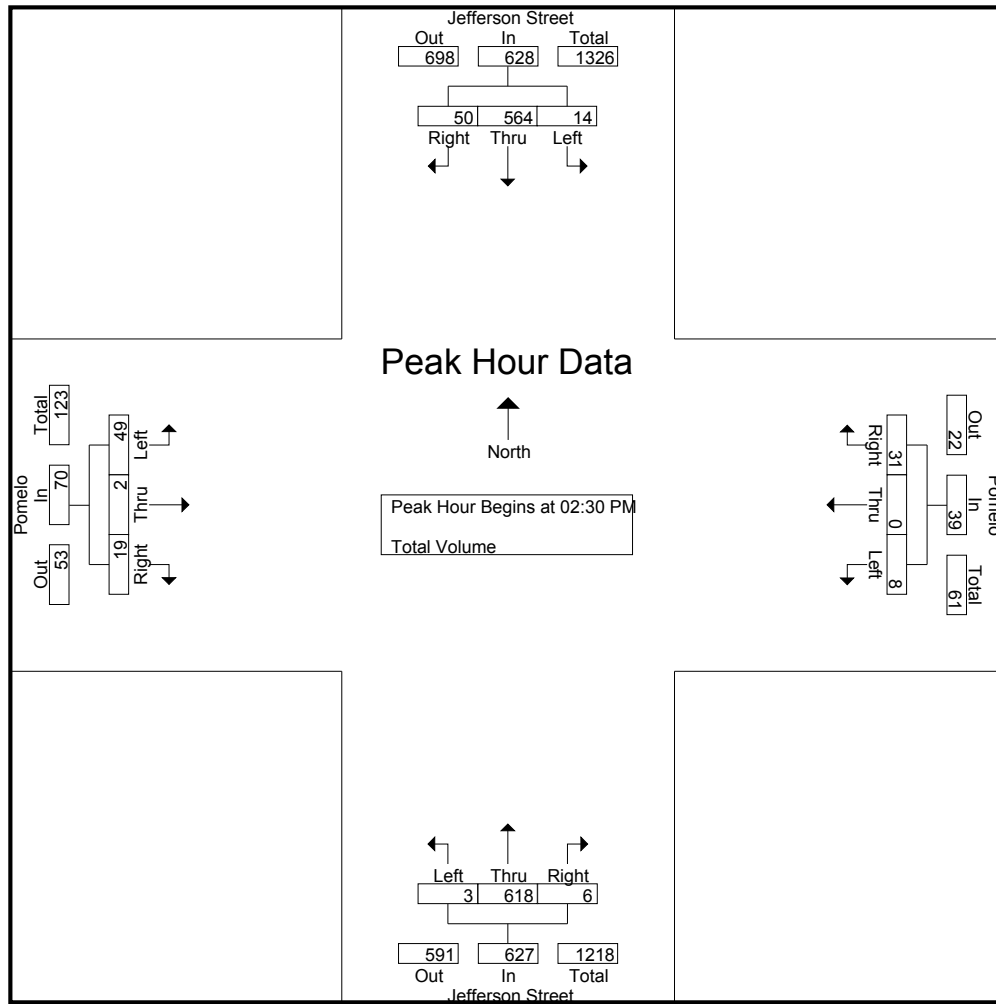 Jefferson Street
Out In Total
698 628 1326
50 564 14
Right Thru Left
Peak Hour Data
North
Peak Hour Begins at 02:30 PM
Total Volume
Pomelo
Out In Total
53 70 123
19 2 49
Right Thru Left
Pomelo
Out In Total
22 39 61
31 0 8
Right Thru Left
Left Thru Right
3 618 6
591 627 1218
Out In Total
Jefferson Street